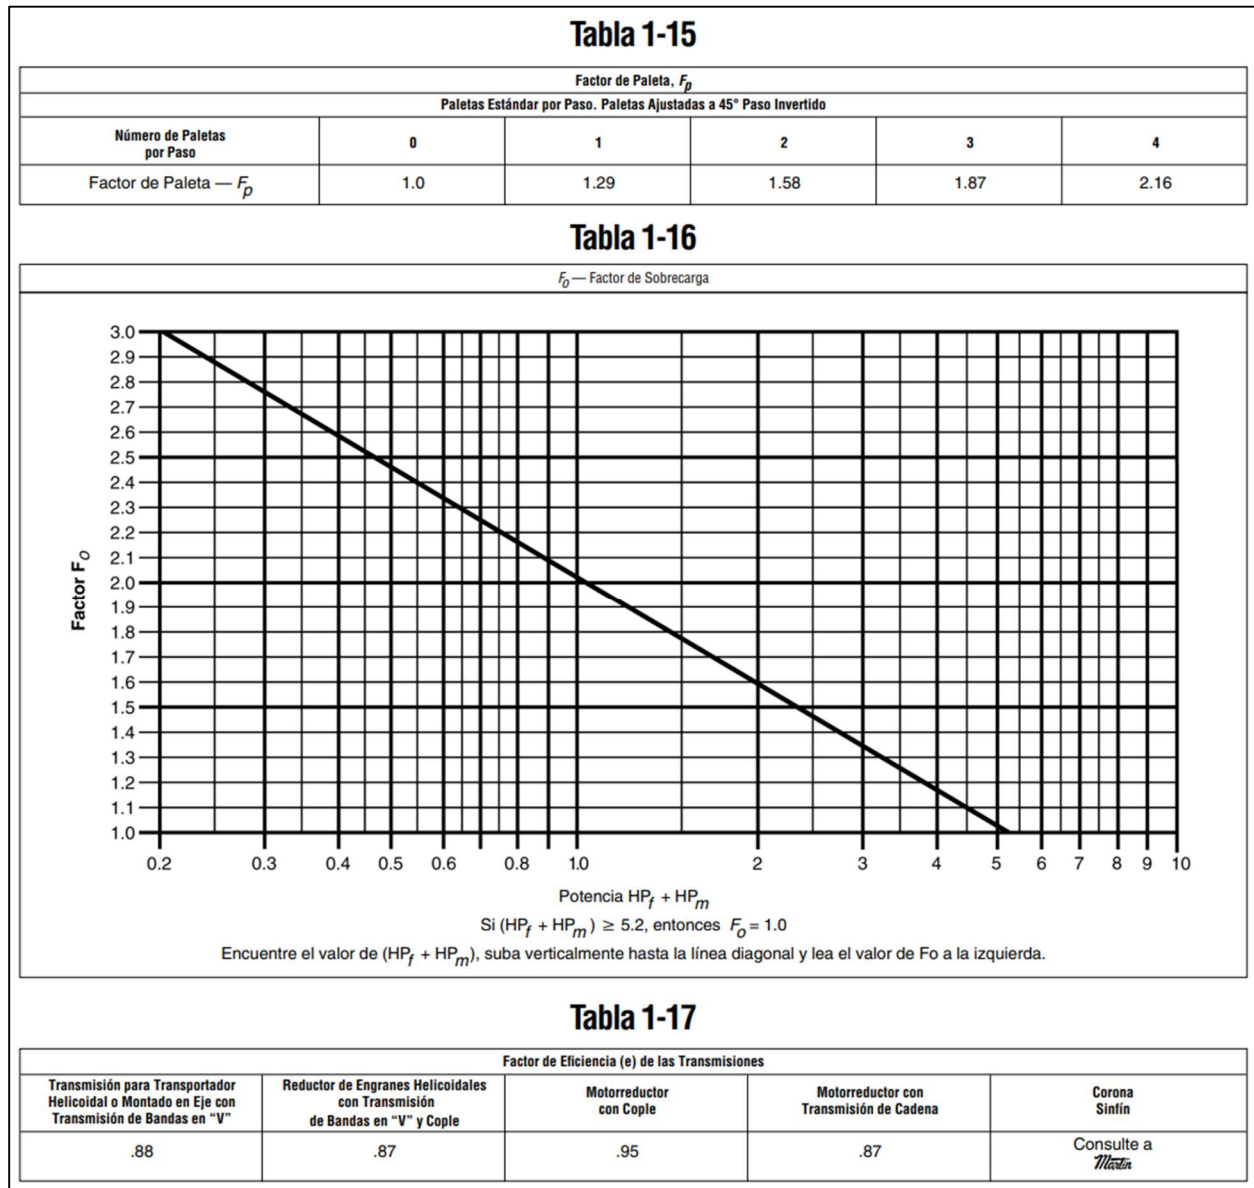 Tabla 1-15
Factor de Paleta, Fp
Paletas Estándar por Paso. Paletas Ajustadas a 45° Paso Invertido
Número de Paletas
por Paso
0 1 2 3 4
Factor de Paleta — Fp 1.0 1.29 1.58 1.87 2.16
Tabla 1-16
F0 — Factor de Sobrecarga
3.0
2.9
2.8
2.7
2.6
2.5
2.4
2.3
2.2
2.1
2.0
1.9
1.8
1.7
1.6
1.5
1.4
1.3
1.2
1.1
1.0
Factor FO
0.2 0.3 0.4 0.5 0.6 0.8 1.0 2 3 4 5 6 7 8 9 10
Potencia HPf + HPm
Si (HPf + HPm) ≥ 5.2, entonces Fo = 1.0
Encuentre el valor de (HPf + HPm), suba verticalmente hasta la línea diagonal y lea el valor de Fo a la izquierda.
Tabla 1-17
Factor de Eficiencia (e) de las Transmisiones
Transmisión para Transportador
Helicoidal o Montado en Eje con
Transmisión de Bandas en “V”
Reductor de Engranes Helicoidales
con Transmisión
de Bandas en “V” y Cople
Motorreductor
con Cople
Motorreductor con
Transmisión de Cadena
Corona
Sinfín
.88 .87 .95 .87
Consulte a
Martin